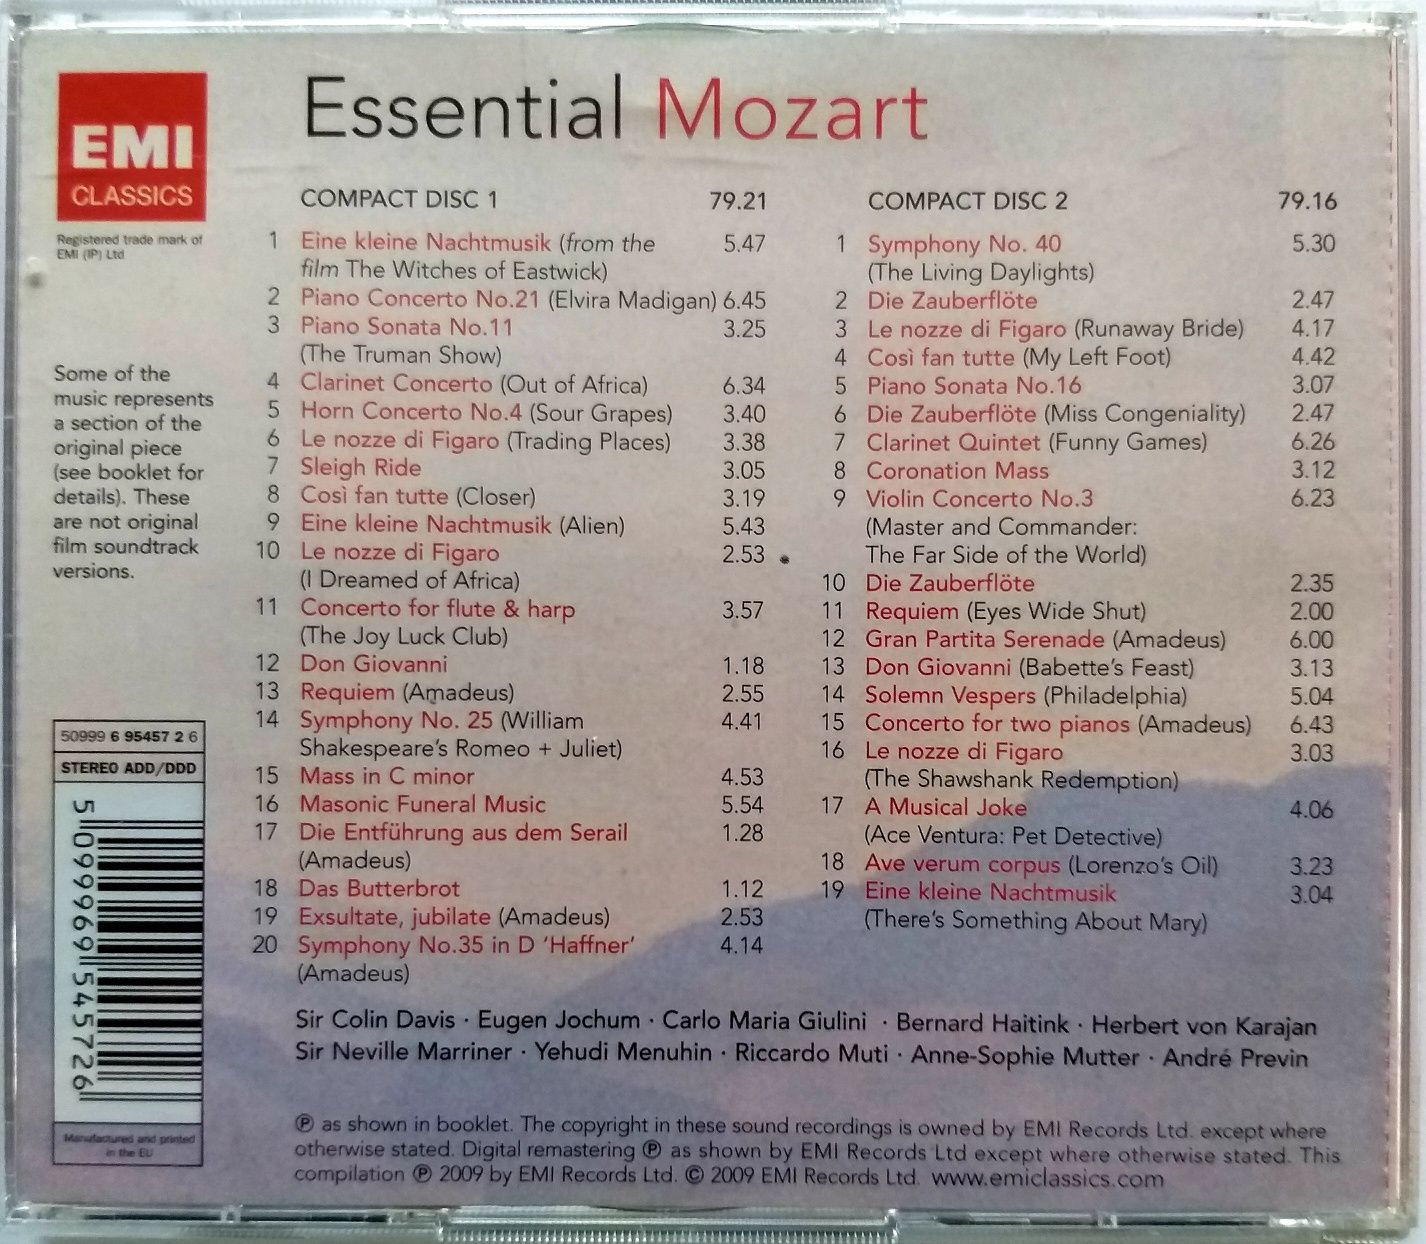 EMI
CLASSICS
Registered trade mark of
EMI (IP) Ltd
Essential Mozart
COMPACT DISC 1 79.21
1 Eine kleine Nachtmusik (from the 5.47
film The Witches of Eastwick)
2 Piano Concerto No.21 (Elvira Madigan) 6.45
3 Piano Sonata No.11 3.25
(The Truman Show)
4 Clarinet Concerto (Out of Africa) 6.34
5 Horn Concerto No.4 (Sour Grapes) 3.40
6 Le nozze di Figaro (Trading Places) 3.38
7 Sleigh Ride 3.05
8 Così fan tutte (Closer) 3.19
9 Eine kleine Nachtmusik (Alien) 5.43
10 Le nozze di Figaro 2.53
(I Dreamed of Africa)
11 Concerto for flute & harp 3.57
(The Joy Luck Club)
12 Don Giovanni 1.18
13 Requiem (Amadeus) 2.55
14 Symphony No. 25 (William 4.41
Shakespeare's Romeo + Juliet)
15 Mass in C minor 4.53
16 Masonic Funeral Music 5.54
17 Die Entführung aus dem Serail 1.28
(Amadeus)
18 Das Butterbrot 1.12
19 Exsultate, jubilate (Amadeus) 2.53
20 Symphony No.35 in D 'Haffner' 4.14
(Amadeus)
COMPACT DISC 2 79.16
1 Symphony No. 40 5.30
(The Living Daylights)
2 Die Zauberflöte 2.47
3 Le nozze di Figaro (Runaway Bride) 4.17
4 Così fan tutte (My Left Foot) 4.42
5 Piano Sonata No.16 3.07
6 Die Zauberflöte (Miss Congeniality) 2.47
7 Clarinet Quintet (Funny Games) 6.26
8 Coronation Mass 3.12
9 Violin Concerto No.3 6.23
(Master and Commander:
The Far Side of the World)
10 Die Zauberflöte 2.35
11 Requiem (Eyes Wide Shut) 2.00
12 Gran Partita Serenade (Amadeus) 6.00
13 Don Giovanni (Babette's Feast) 3.13
14 Solemn Vespers (Philadelphia) 5.04
15 Concerto for two pianos (Amadeus) 6.43
16 Le nozze di Figaro 3.03
(The Shawshank Redemption)
17 A Musical Joke 4.06
(Ace Ventura: Pet Detective)
18 Ave verum corpus (Lorenzo's Oil) 3.23
19 Eine kleine Nachtmusik 3.04
(There's Something About Mary)
Some of the
music represents
a section of the
original piece
(see booklet for
details). These
are not original
film soundtrack
versions.
50999 6 95457 2 6
STEREO ADD/DDD
5 099969 545726
Manufactured and printed
in the EU
Sir Colin Davis · Eugen Jochum · Carlo Maria Giulini · Bernard Haitink · Herbert von Karajan
Sir Neville Marriner · Yehudi Menuhin · Riccardo Muti · Anne-Sophie Mutter · André Previn
℗ as shown in booklet. The copyright in these sound recordings is owned by EMI Records Ltd. except where
otherwise stated. Digital remastering ℗ as shown by EMI Records Ltd except where otherwise stated. This
compilation ℗ 2009 by EMI Records Ltd. © 2009 EMI Records Ltd. www.emiclassics.com